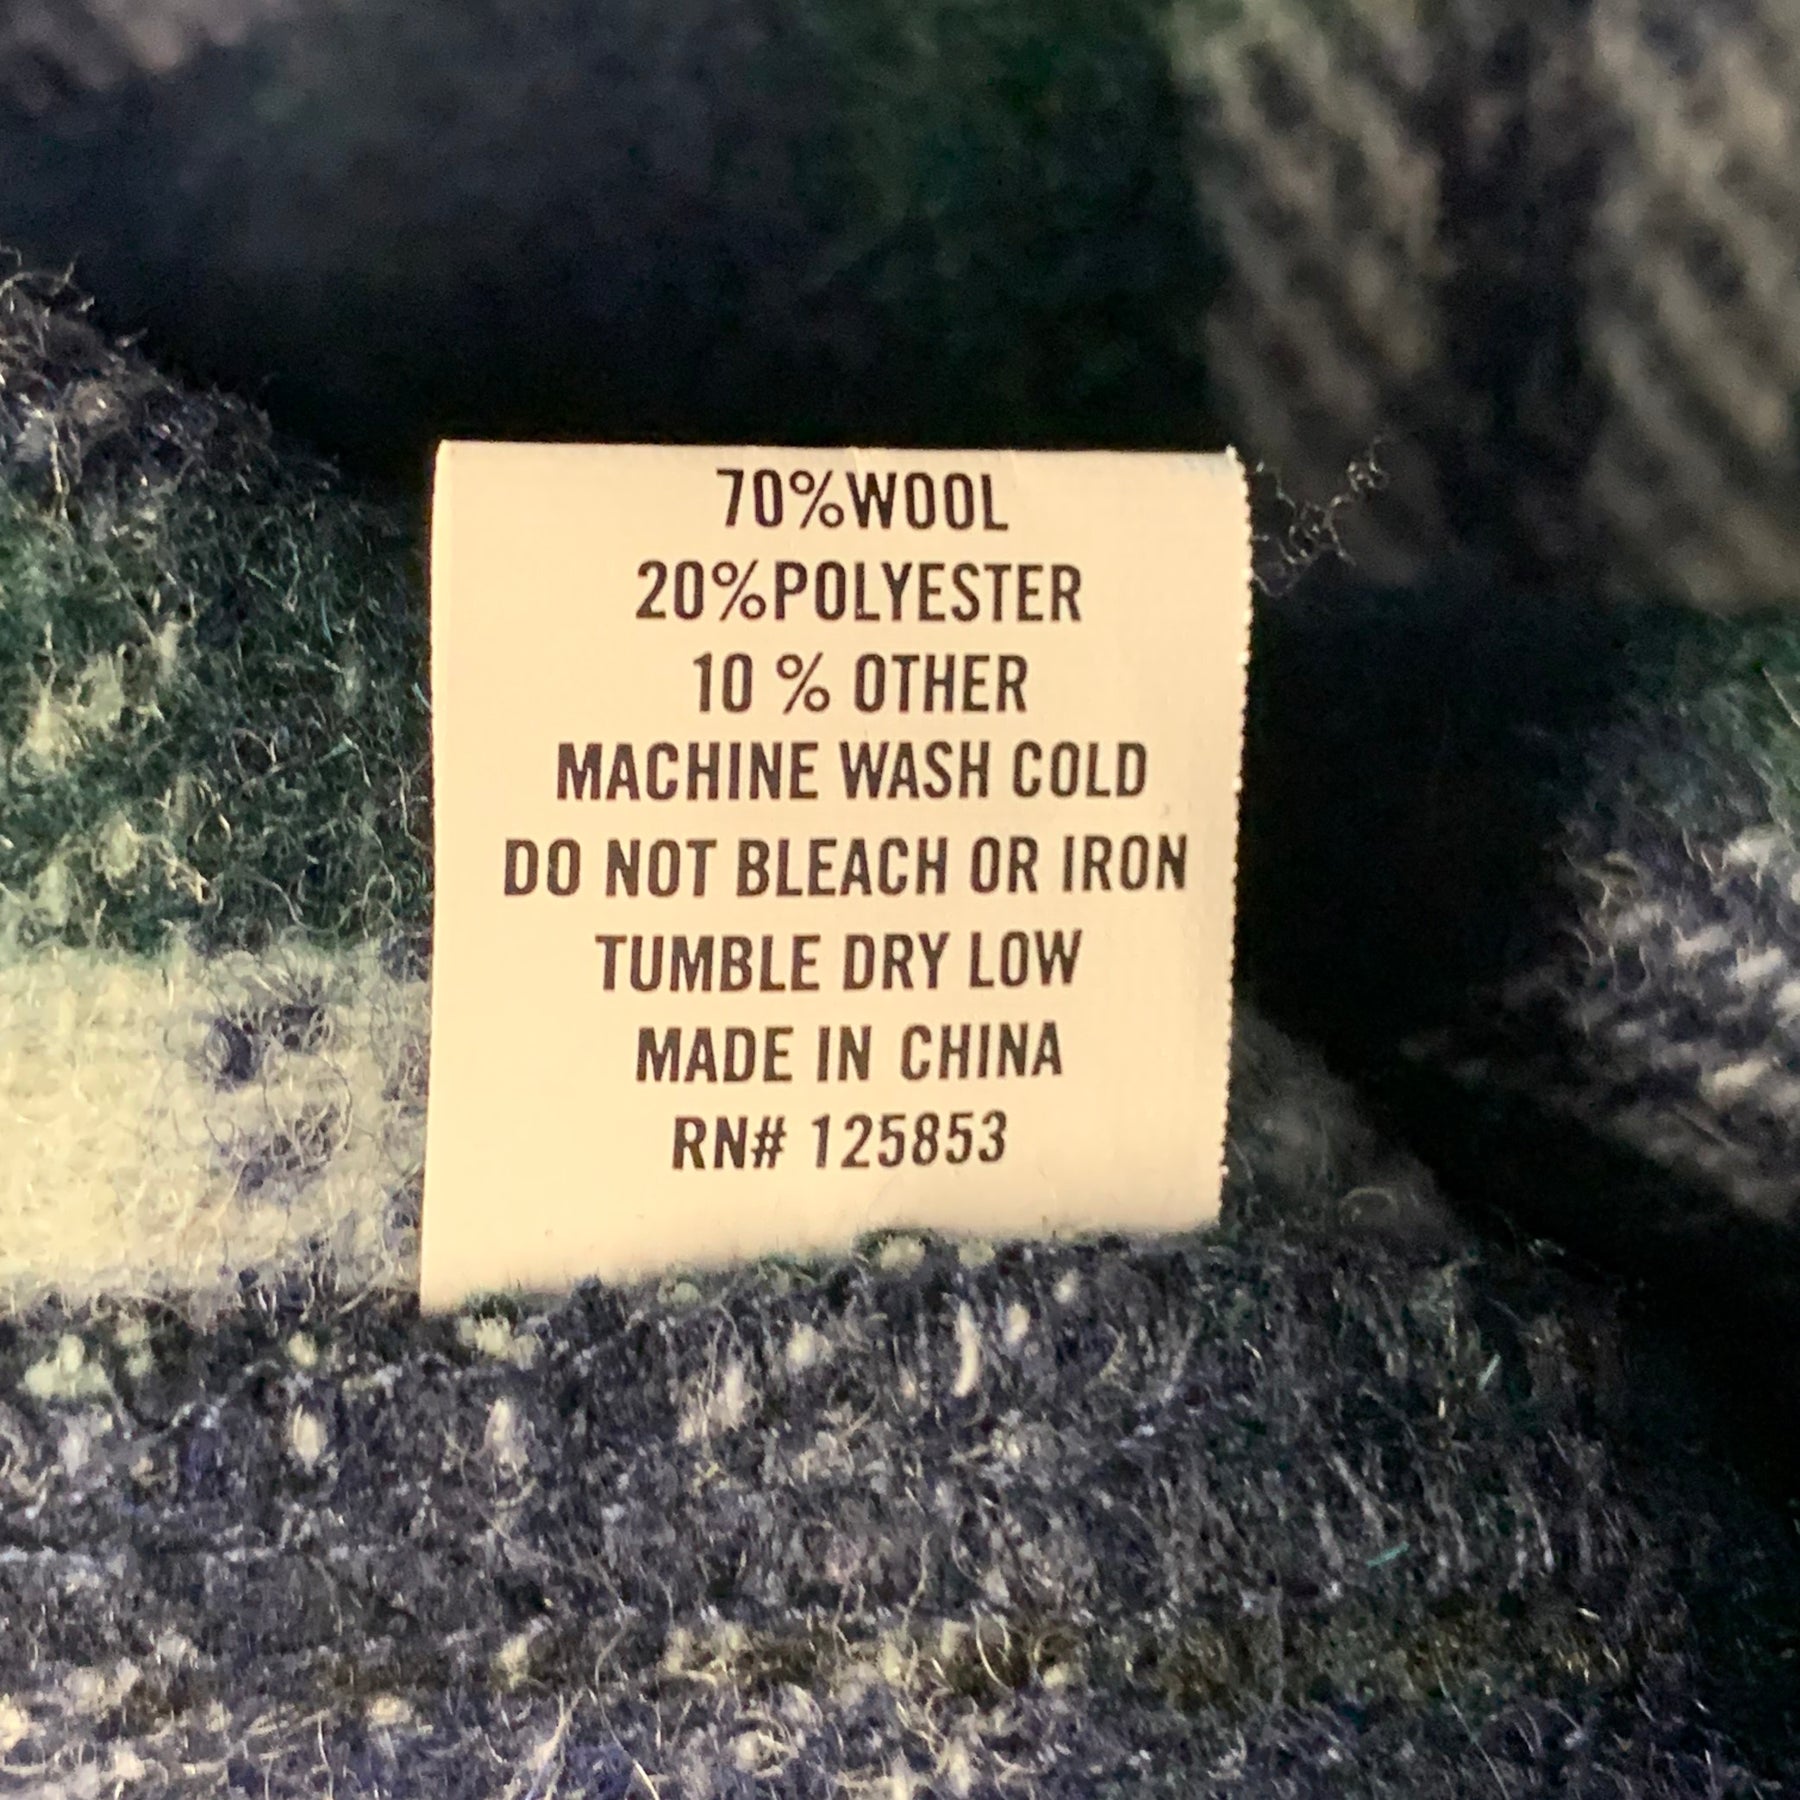 70%WOOL
20%POLYESTER
10 % OTHER
MACHINE WASH COLD
DO NOT BLEACH OR IRON
TUMBLE DRY LOW
MADE IN CHINA
RN# 125853